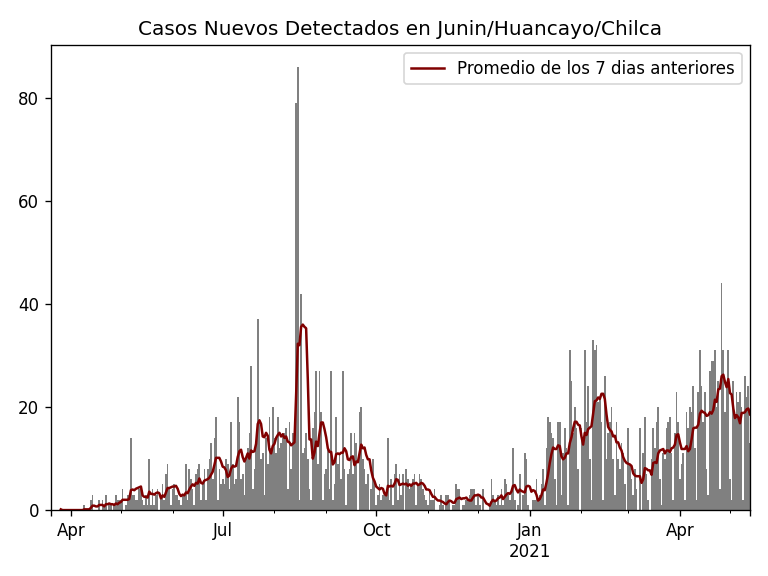 Casos Nuevos Detectados en Junin/Huancayo/Chilca
Promedio de los 7 dias anteriores
80
60
40
20
0
Apr Jul Oct Jan Apr
2021